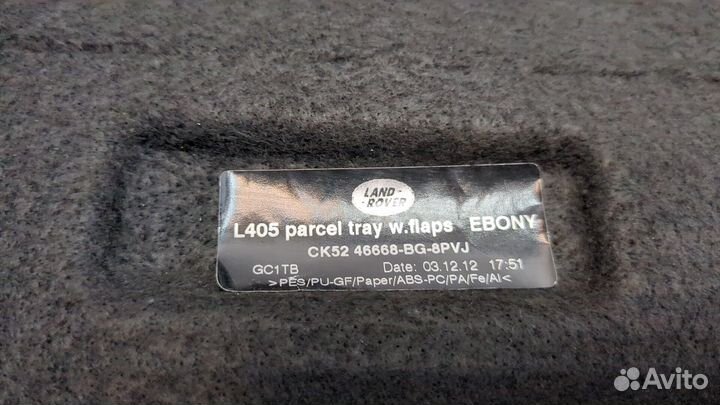 LAND-
-ROVER
L405 parcel tray w.flaps EBONY
CK52 46668-BG-8PVJ
GC1TB Date: 03.12.12 17:51
>PES/PU-GF/Paper/ABS-PC/PA/Fe/Al<
Avito